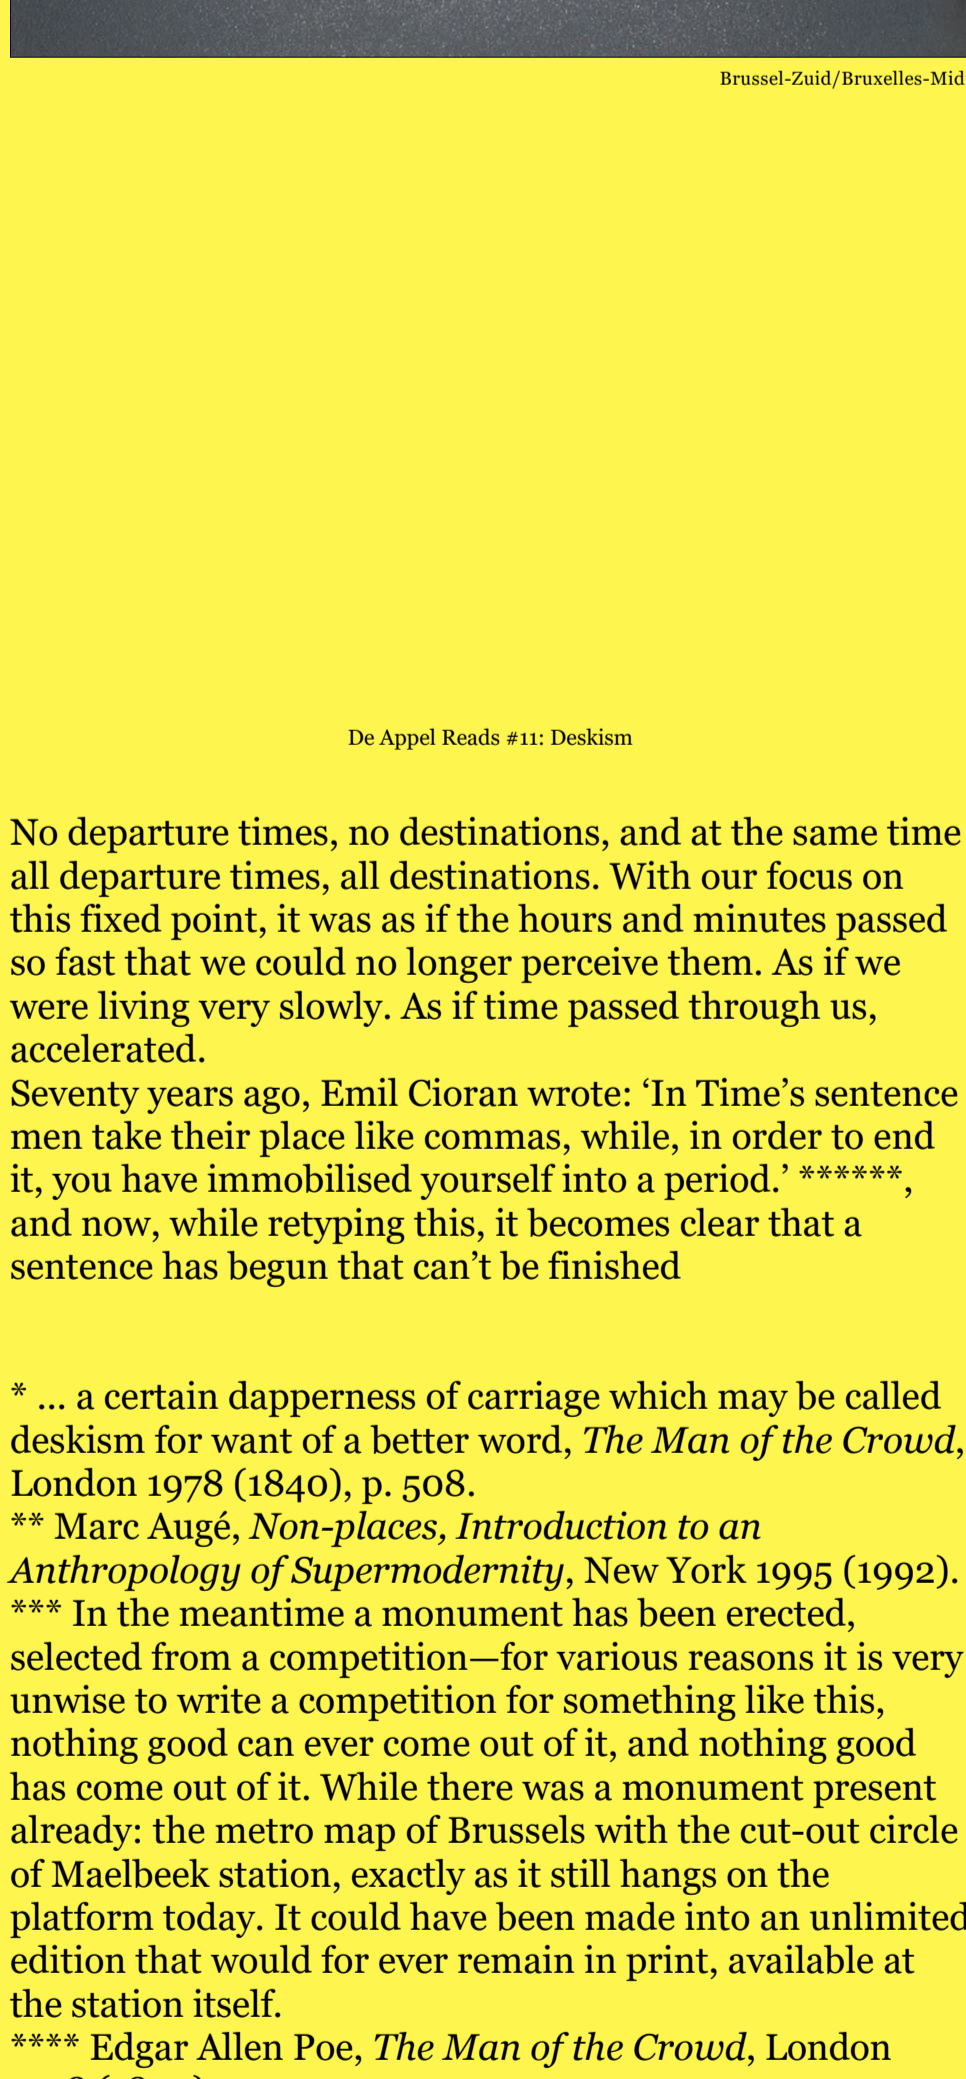 Brussel-Zuid/Bruxelles-Mid
De Appel Reads #11: Deskism
No departure times, no destinations, and at the same time
all departure times, all destinations. With our focus on
this fixed point, it was as if the hours and minutes passed
so fast that we could no longer perceive them. As if we
were living very slowly. As if time passed through us,
accelerated.
Seventy years ago, Emil Cioran wrote: ‘In Time’s sentence
men take their place like commas, while, in order to end
it, you have immobilised yourself into a period.’ ******,
and now, while retyping this, it becomes clear that a
sentence has begun that can’t be finished
* ... a certain dapperness of carriage which may be called
deskism for want of a better word, The Man of the Crowd,
London 1978 (1840), p. 508.
** Marc Augé, Non-places, Introduction to an
Anthropology of Supermodernity, New York 1995 (1992).
*** In the meantime a monument has been erected,
selected from a competition—for various reasons it is very
unwise to write a competition for something like this,
nothing good can ever come out of it, and nothing good
has come out of it. While there was a monument present
already: the metro map of Brussels with the cut-out circle
of Maelbeek station, exactly as it still hangs on the
platform today. It could have been made into an unlimited
edition that would for ever remain in print, available at
the station itself.
**** Edgar Allen Poe, The Man of the Crowd, London